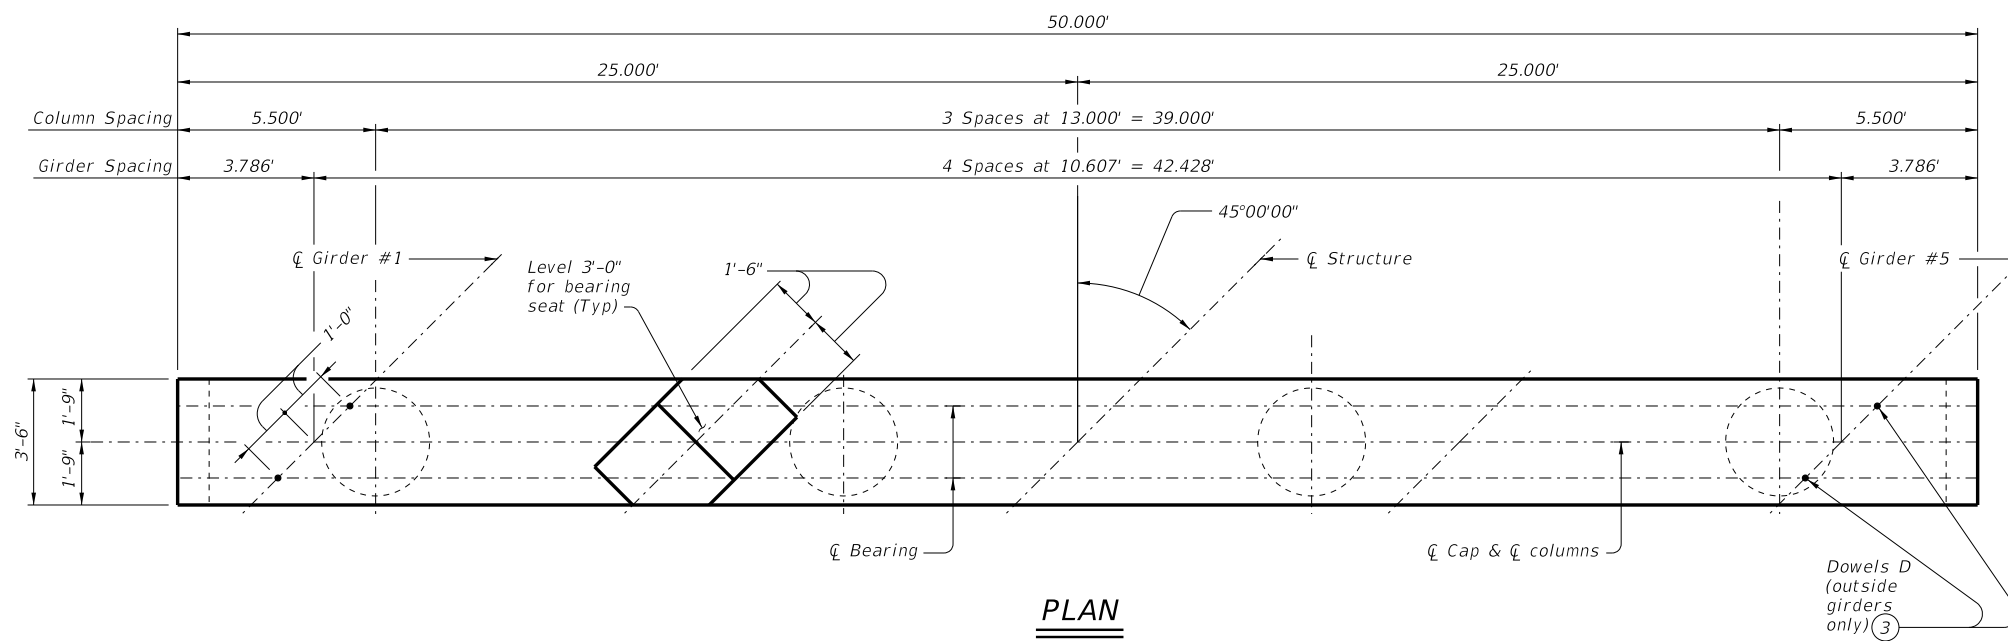 50.000'
25.000'
25.000'
Column Spacing
5.500'
3 Spaces at 13.000' = 39.000'
5.500'
Girder Spacing
3.786'
4 Spaces at 10.607' = 42.428'
3.786'
45°00'00"
℄ Girder #1
Level 3'-0"
for bearing
seat (Typ)
1'-6"
℄ Structure
℄ Girder #5
1'-0"
3'-6"
1'-9"
1'-9"
℄ Bearing
℄ Cap & ℄ columns
Dowels D
(outside
girders
only) 3
PLAN